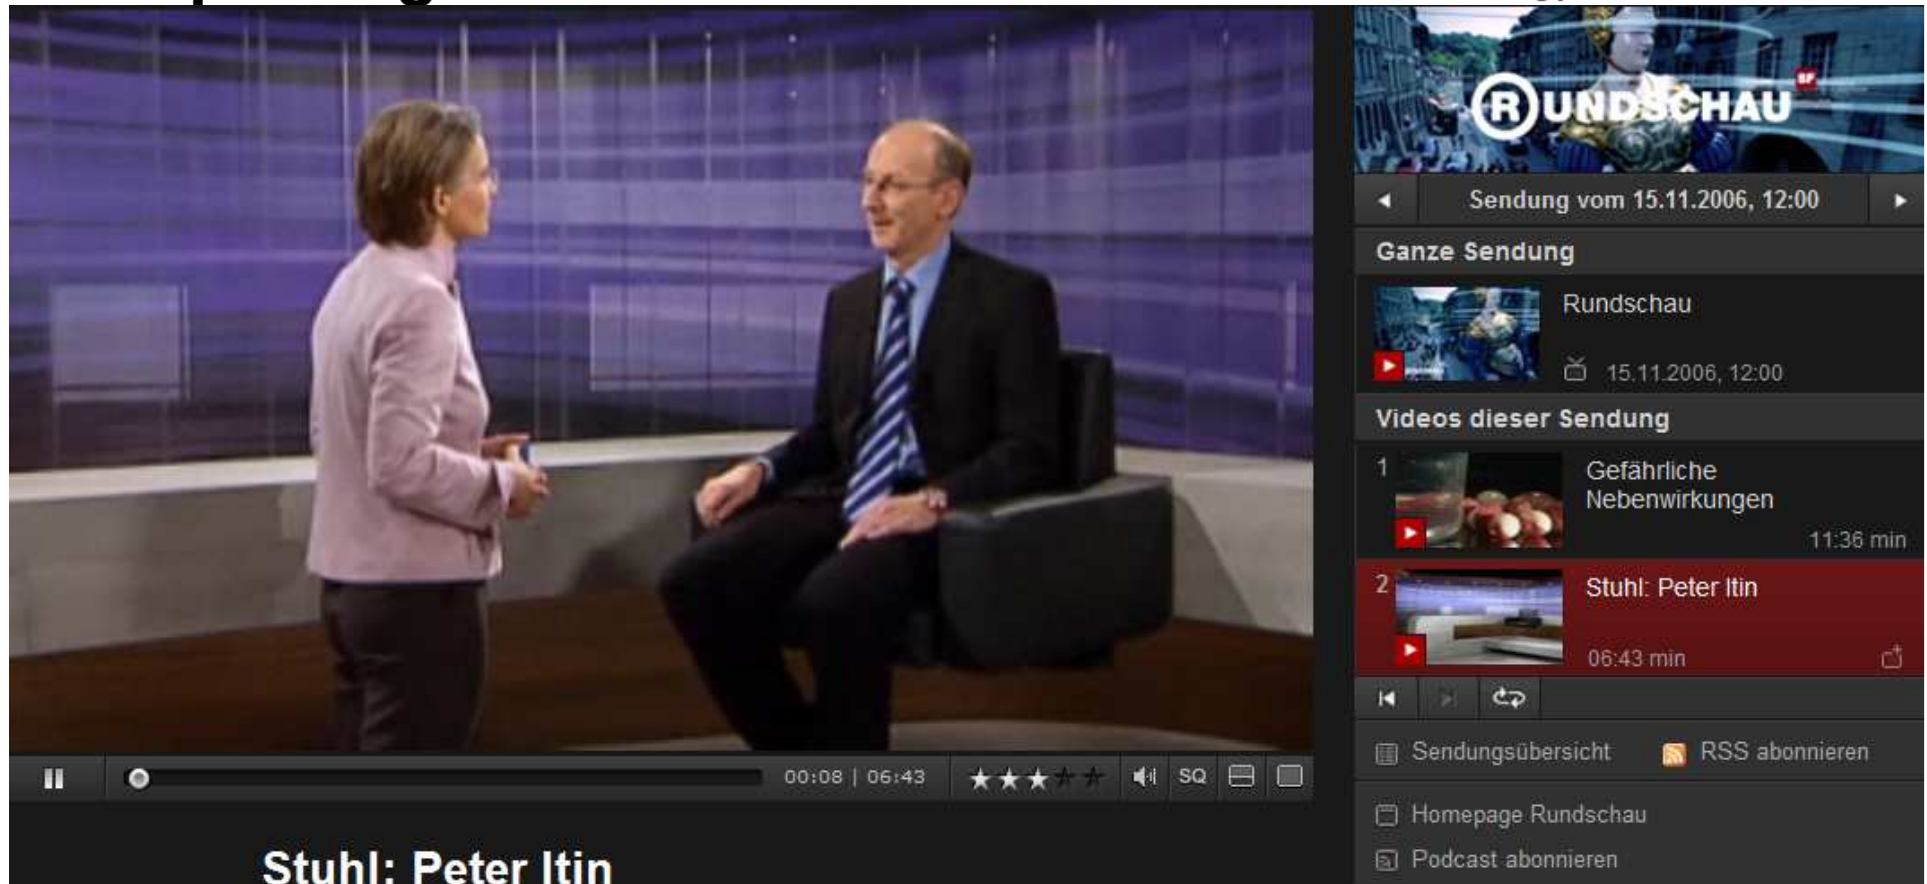 RUNDSCHAU
SF
Sendung vom 15.11.2006, 12:00
Ganze Sendung
Rundschau
15.11.2006, 12:00
Videos dieser Sendung
1
Gefährliche
Nebenwirkungen
11:36 min
2
Stuhl: Peter Itin
06:43 min
00:08 | 06:43
SQ
Sendungsübersicht
RSS abonnieren
Homepage Rundschau
Podcast abonnieren
Stuhl: Peter Itin